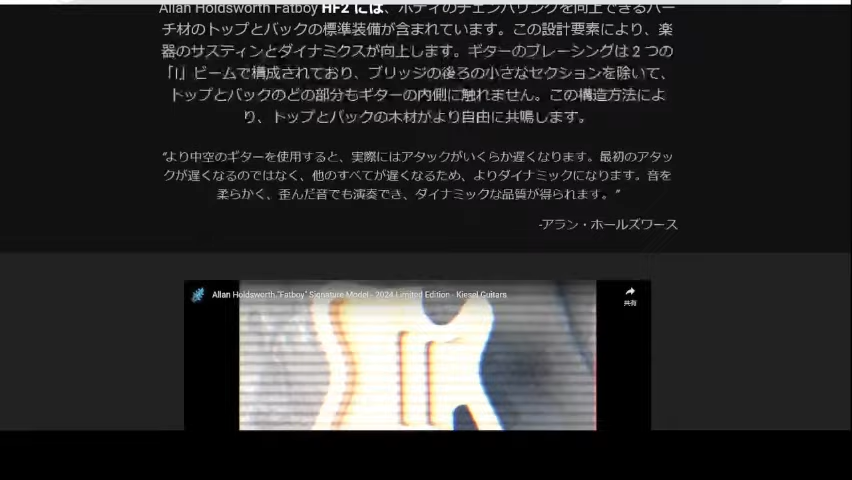 Allan Holdsworth Fatboy HF2 には、ボディのチェンバリングを向上できるバー
チ材のトップとバックの標準装備が含まれています。この設計要素により、楽
器のサスティンとダイナミクスが向上します。ギターのブレーシングは 2 つの
「I」ビームで構成されており、ブリッジの後ろの小さなセクションを除いて、
トップとバックのどの部分もギターの内側に触れません。この構造方法によ
り、トップとバックの木材がより自由に共鳴します。
“より中空のギターを使用すると、実際にはアタックがいくらか遅くなります。最初のアタッ
クが遅くなるのではなく、他のすべてが遅くなるため、よりダイナミックになります。音を
柔らかく、歪んだ音でも演奏でき、ダイナミックな品質が得られます。”
-アラン・ホールズワース
Allan Holdsworth "Fatboy" Signature Model - 2024 Limited Edition - Kiesel Guitars
共有